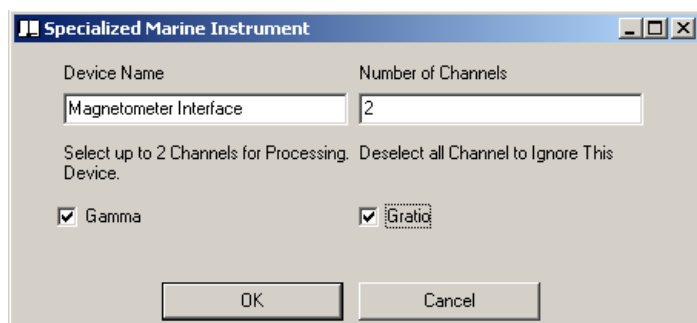 Specialized Marine Instrument
Device Name
Number of Channels
Magnetometer Interface
2
Select up to 2 Channels for Processing. Deselect all Channel to Ignore This
Device.
Gamma
Gratio
OK
Cancel